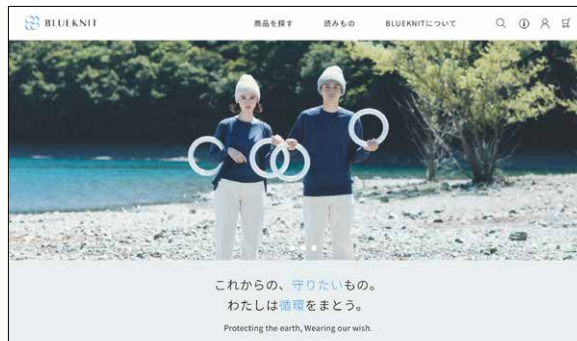 BLUEKNIT
商品を探す 読みもの BLUEKNITについて
これからの、守りたいもの。
わたしは循環をまとう。
Protecting the earth, Wearing our wish.